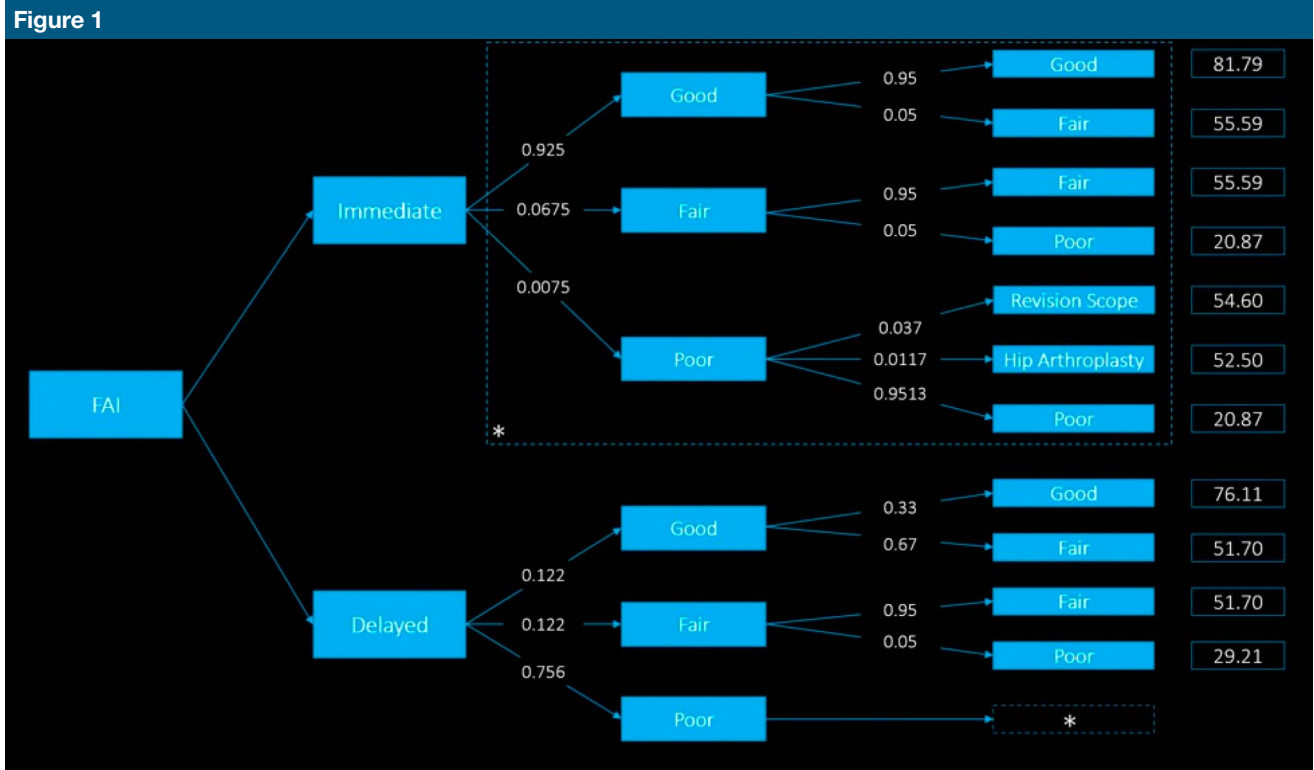 Figure 1
Good 81.79
0.95
Good
0.05
Fair 55.59
0.925
Fair 55.59
0.95
Immediate 0.0675 Fair
0.05
Poor 20.87
0.0075
Revision Scope 54.60
0.037
Poor 0.0117 Hip Arthroplasty 52.50
0.9513
FAI
Poor 20.87
*
Good 76.11
0.33
Good
0.67
Fair 51.70
0.122
Fair 51.70
0.95
Delayed 0.122 Fair
0.05
Poor 29.21
0.756
Poor *